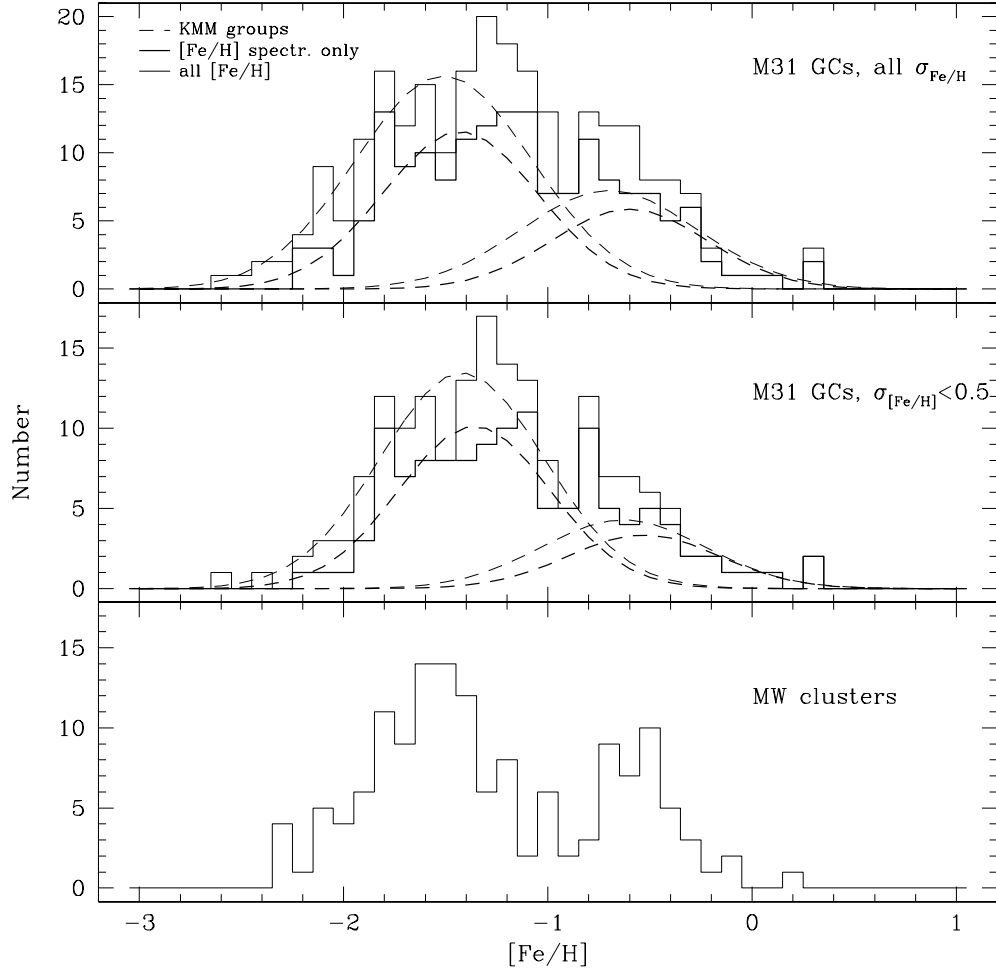 KMM groups
[Fe/H] spectr. only
all [Fe/H]
M31 GCs, all σFe/H
20
15
10
5
0
M31 GCs, σ[Fe/H]<0.5
15
10
5
0
Number
MW clusters
15
10
5
0
−3 −2 −1 0 1
[Fe/H]